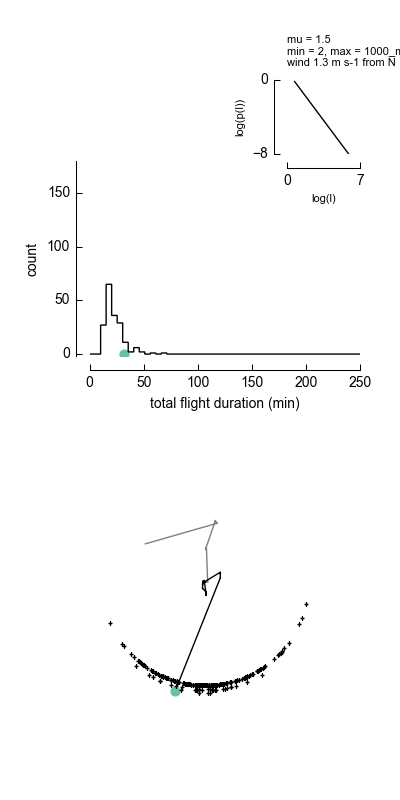 mu = 1.5
min = 2, max = 1000_m
wind 1.3 m s-1 from N
0
log(p(l))
−8
0
7
log(l)
150
100
count
50
0
0
50
100
150
200
250
total flight duration (min)